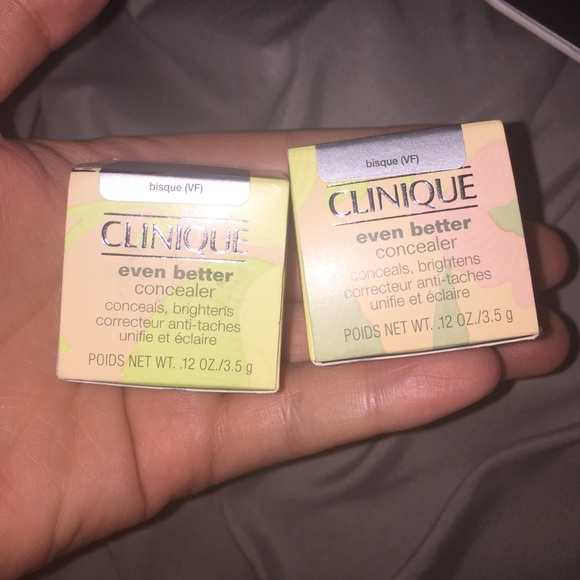 bisque (VF)
CLINIQUE
even better
concealer
conceals, brightens
correcteur anti-taches
unifie et éclaire
POIDS NET WT. .12 OZ./3.5 g
bisque (VF)
CLINIQUE
even better
concealer
conceals, brightens
correcteur anti-taches
unifie et éclaire
POIDS NET WT. .12 OZ./3.5 g